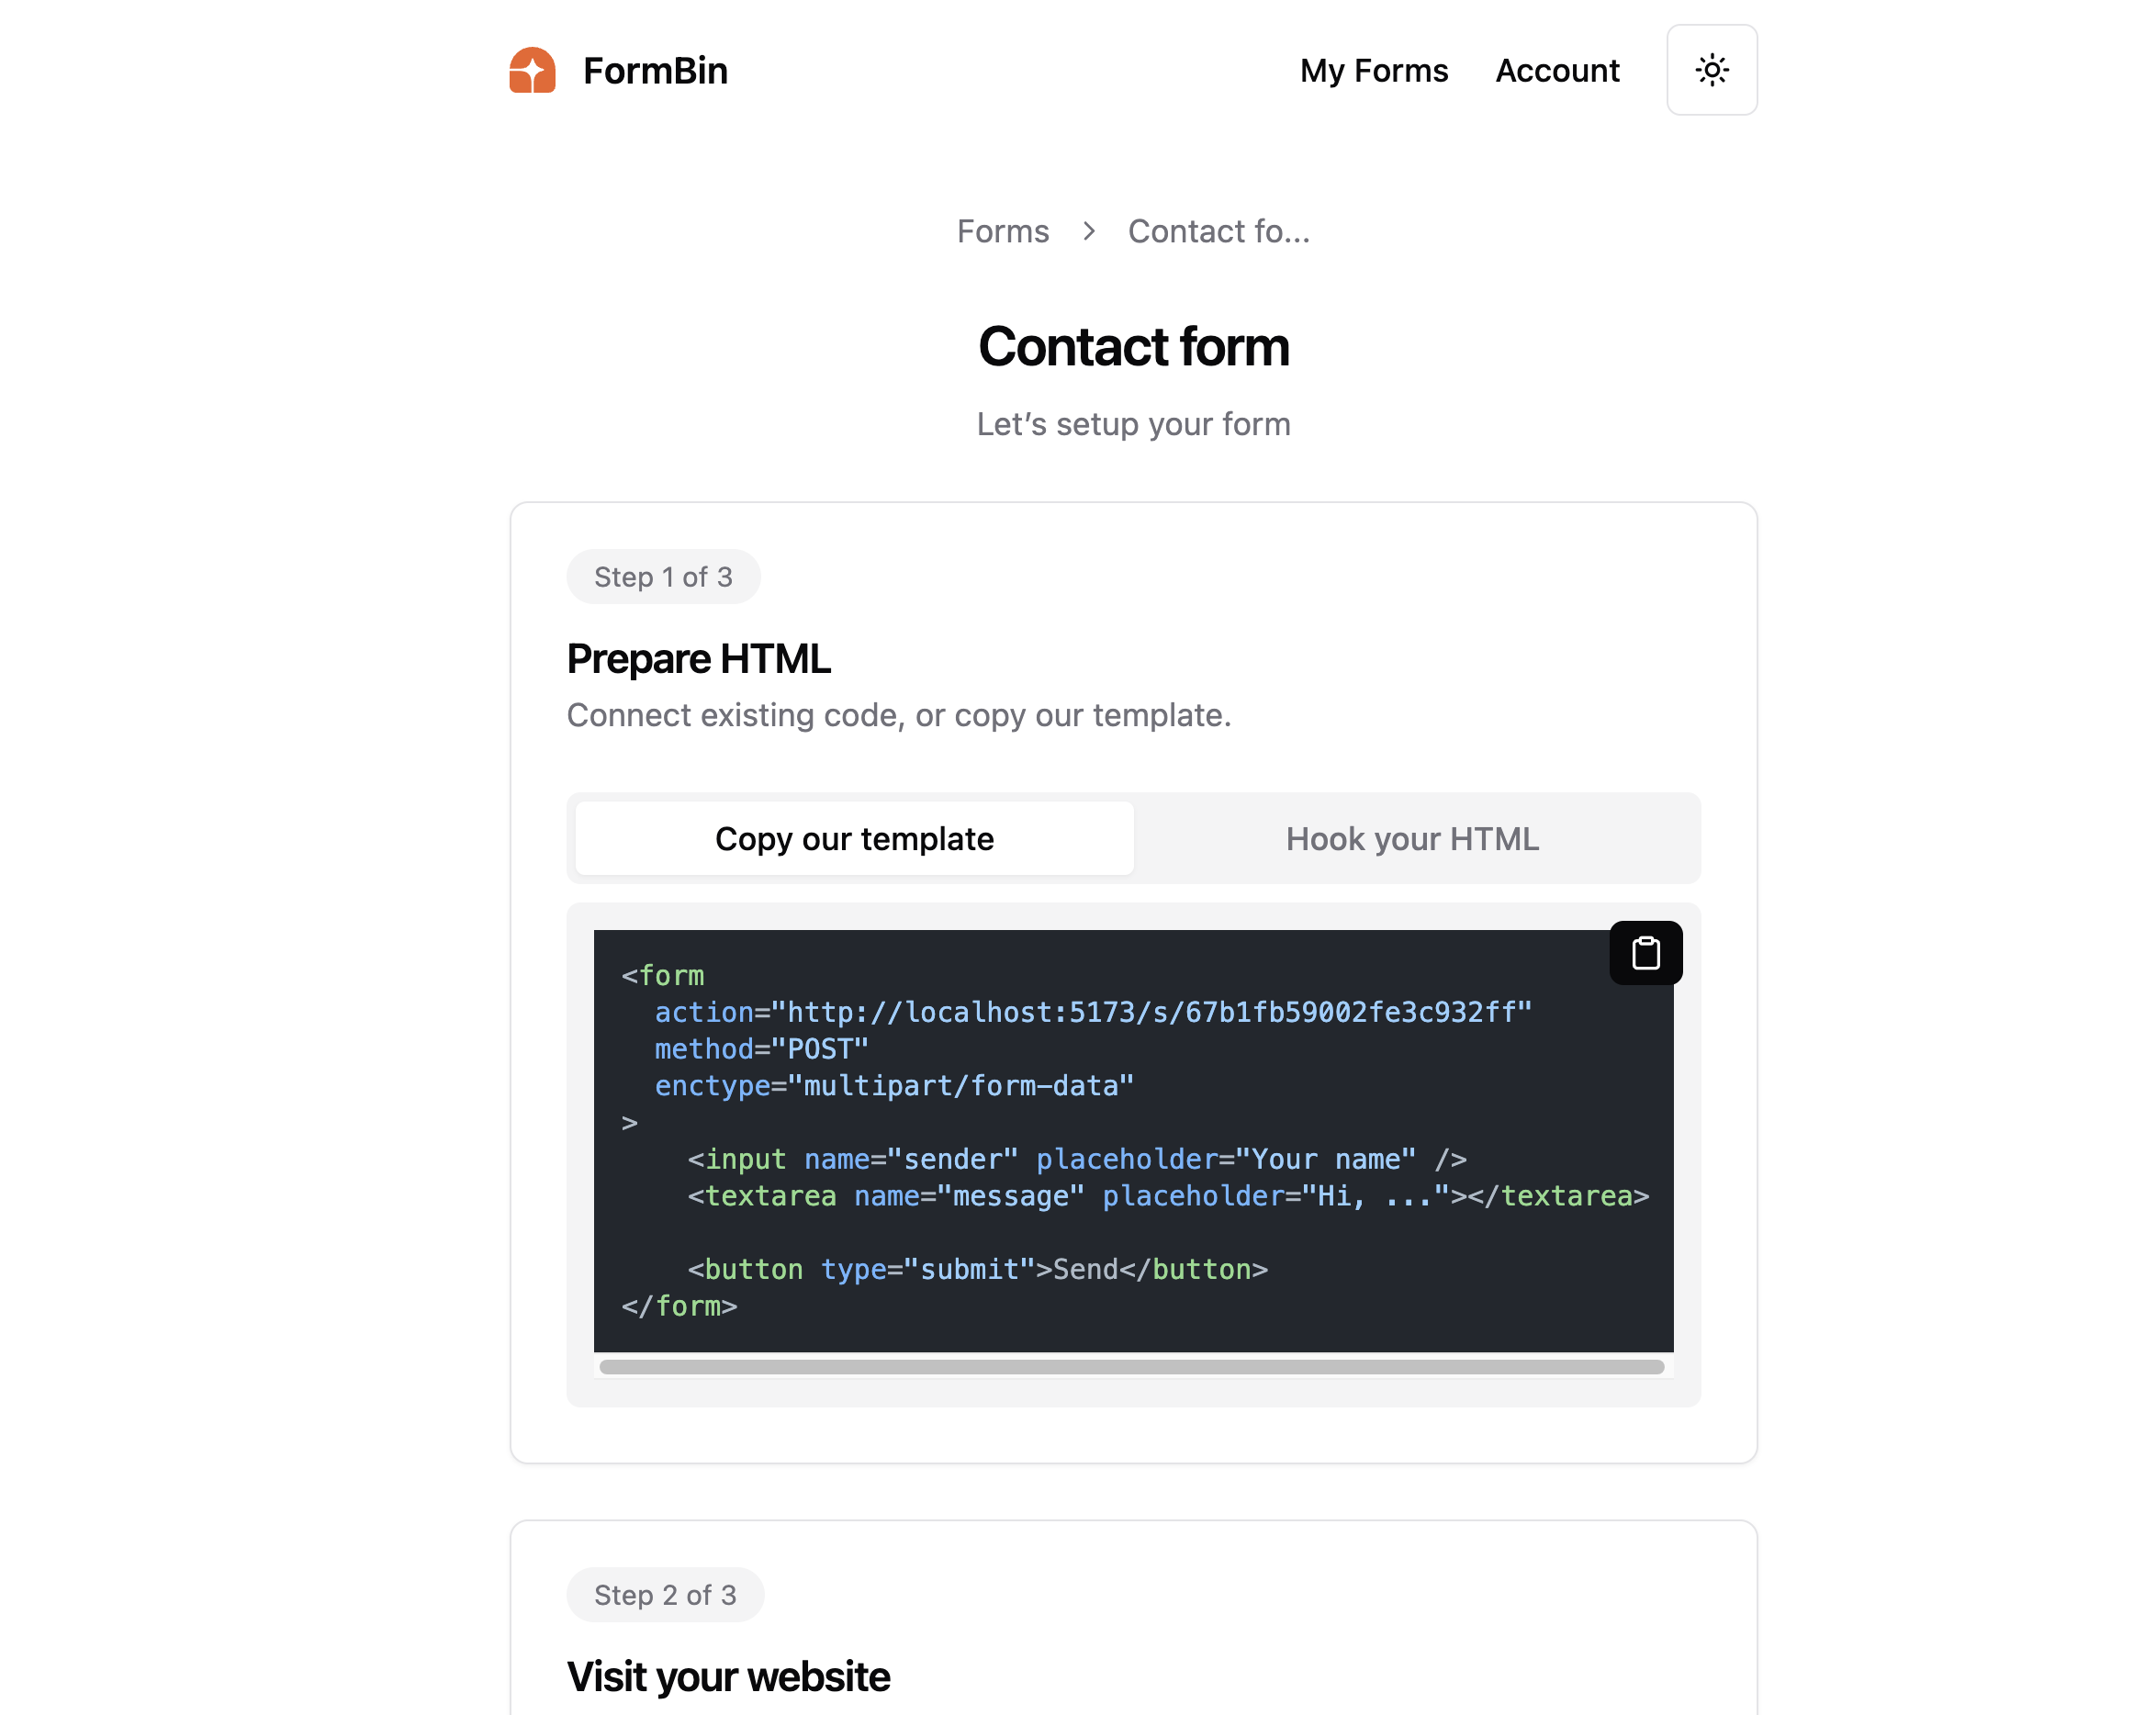 FormBin
My Forms
Account
Forms > Contact fo...
Contact form
Let’s setup your form
Step 1 of 3
Prepare HTML
Connect existing code, or copy our template.
Copy our template
Hook your HTML
<form
  action="http://localhost:5173/s/67b1fb59002fe3c932ff"
  method="POST"
  enctype="multipart/form-data"
>
    <input name="sender" placeholder="Your name" />
    <textarea name="message" placeholder="Hi, ..."></textarea>
    <button type="submit">Send</button>
</form>
Step 2 of 3
Visit your website